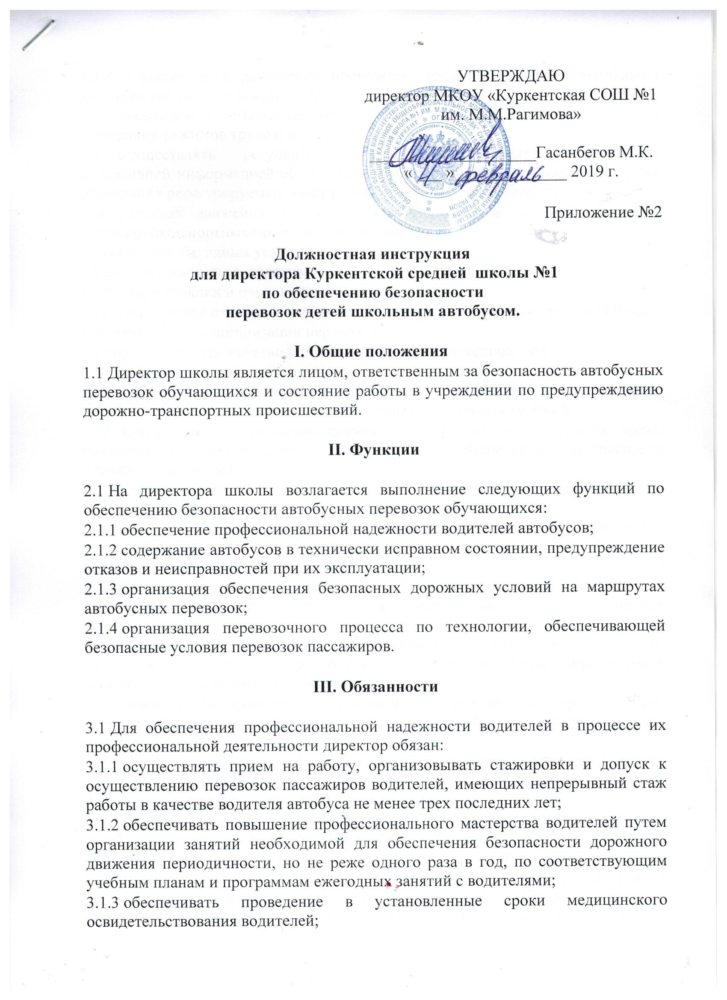 УТВЕРЖДАЮ
директор МКОУ «Куркентская СОШ №1
им. М.М.Рагимова»
Гасанбегов М.К.
« 4 » февраль 2019 г.
Приложение №2
Должностная инструкция
для директора Куркентской средней школы №1
по обеспечению безопасности
перевозок детей школьным автобусом.
I. Общие положения
1.1 Директор школы является лицом, ответственным за безопасность автобусных
перевозок обучающихся и состояние работы в учреждении по предупреждению
дорожно-транспортных происшествий.
II. Функции
2.1 На директора школы возлагается выполнение следующих функций по
обеспечению безопасности автобусных перевозок обучающихся:
2.1.1 обеспечение профессиональной надежности водителей автобусов;
2.1.2 содержание автобусов в технически исправном состоянии, предупреждение
отказов и неисправностей при их эксплуатации;
2.1.3 организация обеспечения безопасных дорожных условий на маршрутах
автобусных перевозок;
2.1.4 организация перевозочного процесса по технологии, обеспечивающей
безопасные условия перевозок пассажиров.
III. Обязанности
3.1 Для обеспечения профессиональной надежности водителей в процессе их
профессиональной деятельности директор обязан:
3.1.1 осуществлять прием на работу, организовывать стажировки и допуск к
осуществлению перевозок пассажиров водителей, имеющих непрерывный стаж
работы в качестве водителя автобуса не менее трех последних лет;
3.1.2 обеспечивать повышение профессионального мастерства водителей путем
организации занятий необходимой для обеспечения безопасности дорожного
движения периодичности, но не реже одного раза в год, по соответствующим
учебным планам и программам ежегодных занятий с водителями;
3.1.3 обеспечивать проведение в установленные сроки медицинского
освидетельствования водителей;